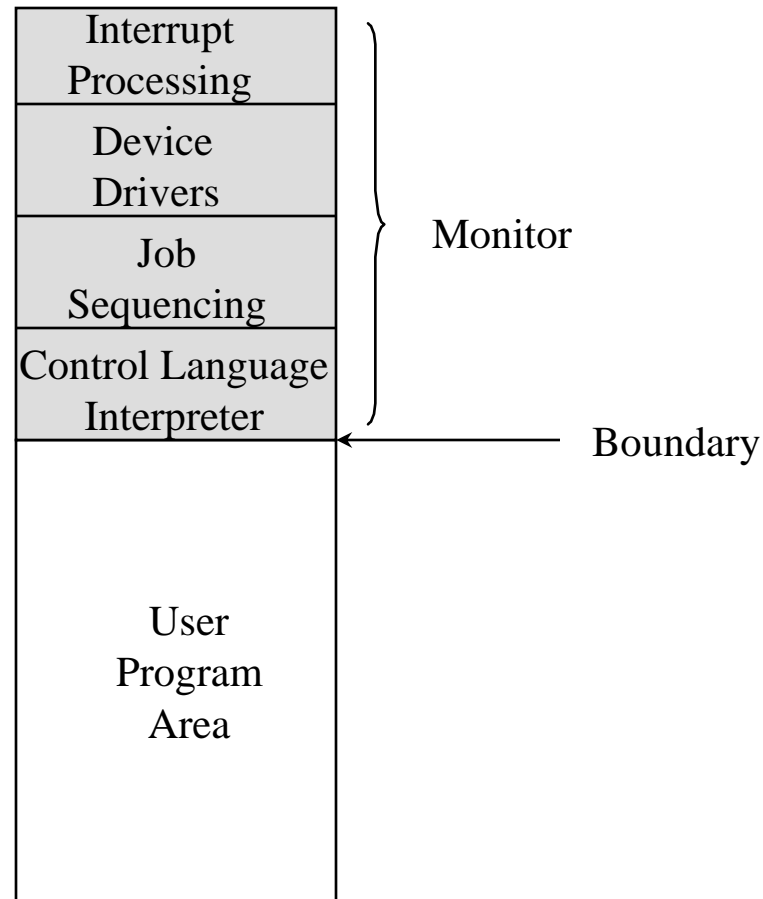 Interrupt
Processing
Device
Drivers
Job
Sequencing
Control Language
Interpreter
Monitor
Boundary
User
Program
Area